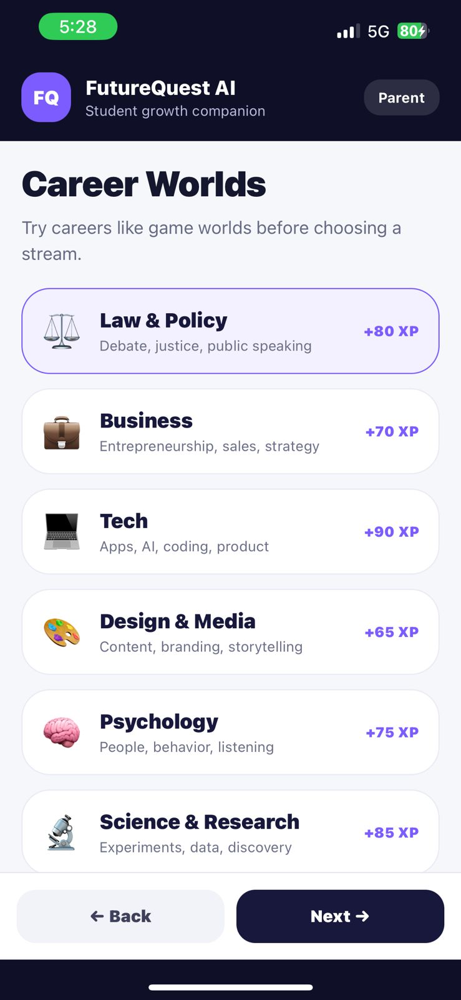 5:28
5G
80
FQ
FutureQuest AI
Student growth companion
Parent
Career Worlds
Try careers like game worlds before choosing a
stream.
Law & Policy
Debate, justice, public speaking
+80 XP
Business
Entrepreneurship, sales, strategy
+70 XP
Tech
Apps, AI, coding, product
+90 XP
Design & Media
Content, branding, storytelling
+65 XP
Psychology
People, behavior, listening
+75 XP
Science & Research
Experiments, data, discovery
+85 XP
← Back
Next →